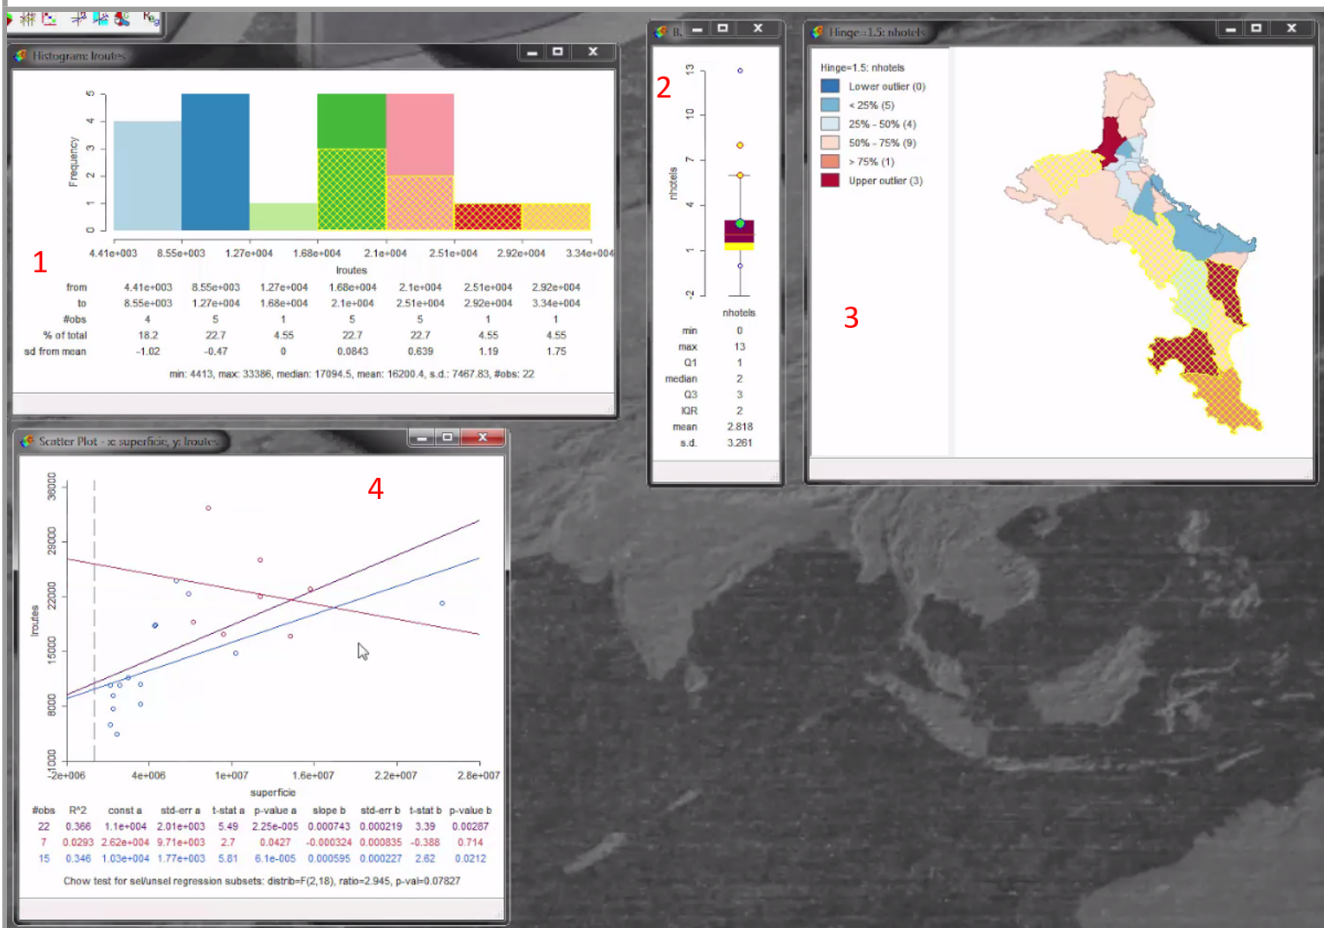 Reg
Histogram: lroutes
Frequency
5
4
3
2
1
0
4.41e+003 8.55e+003 1.27e+004 1.68e+004 2.1e+004 2.51e+004 2.92e+004 3.34e+004
lroutes
1
from 4.41e+003 8.55e+003 1.27e+004 1.68e+004 2.1e+004 2.51e+004 2.92e+004
to 8.55e+003 1.27e+004 1.68e+004 2.1e+004 2.51e+004 2.92e+004 3.34e+004
#obs 4 5 1 5 5 1 1
% of total 18.2 22.7 4.55 22.7 22.7 4.55 4.55
sd from mean -1.02 -0.47 0 0.0843 0.639 1.19 1.75
min: 4413, max: 33386, median: 17094.5, mean: 16200.4, s.d.: 7467.83, #obs: 22
2
13
10
7
4
1
-2
nhotels
nhotels
min 0
max 13
Q1 1
median 2
Q3 3
IQR 2
mean 2.818
s.d. 3.261
Hinge=1.5: nhotels
Hinge=1.5: nhotels
Lower outlier (0)
< 25% (5)
25% - 50% (4)
50% - 75% (9)
> 75% (1)
Upper outlier (3)
3
Scatter Plot - x: superficie, y: lroutes
4
lroutes
36000
29000
22000
15000
8000
1000
-2e+006 4e+006 1e+007 1.6e+007 2.2e+007 2.8e+007
superficie
#obs R^2 const a std-err a t-stat a p-value a slope b std-err b t-stat b p-value b
22 0.366 1.1e+004 2.01e+003 5.49 2.25e-005 0.000743 0.000219 3.39 0.00287
7 0.0293 2.62e+004 9.71e+003 2.7 0.0427 -0.000324 0.000835 -0.388 0.714
15 0.346 1.03e+004 1.77e+003 5.81 6.1e-005 0.000595 0.000227 2.62 0.0212
Chow test for sel/unsel regression subsets: distrib=F(2,18), ratio=2.945, p-val=0.07827